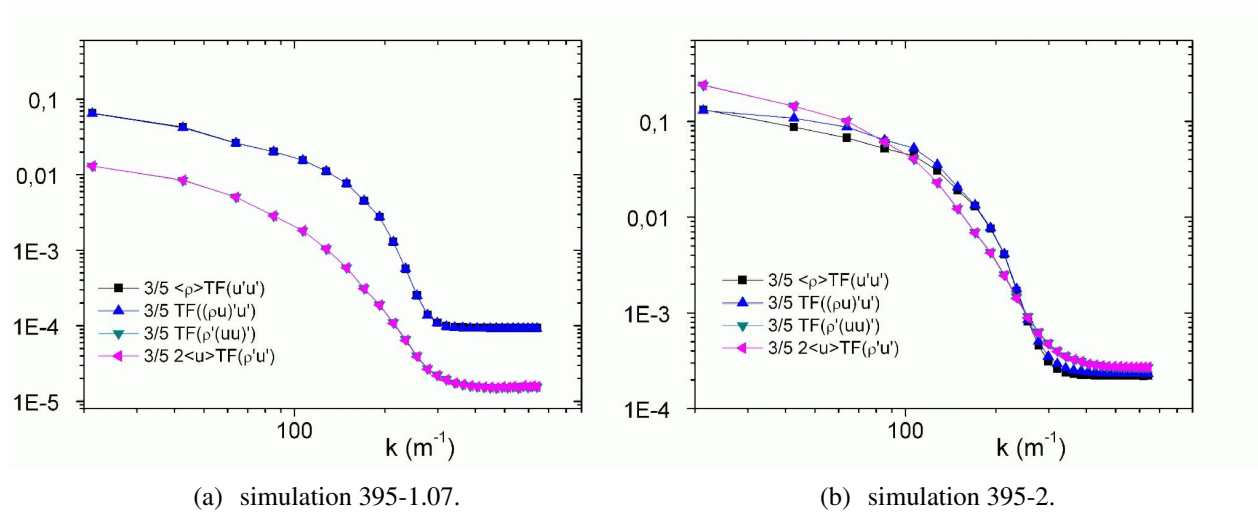 0,1
0,01
1E-3
1E-4
1E-5
3/5 <ρ>TF(u'u')
3/5 TF((ρu)'u')
3/5 TF(ρ'(uu)')
3/5 2<u>TF(ρ'u')
100
k (m⁻¹)
(a) simulation 395-1.07.
0.1
0.01
1E-3
1E-4
3/5 <ρ>TF(u'u')
3/5 TF((ρu)'u')
3/5 TF(ρ'(uu)')
3/5 2<u>TF(ρ'u')
100
k (m⁻¹)
(b) simulation 395-2.